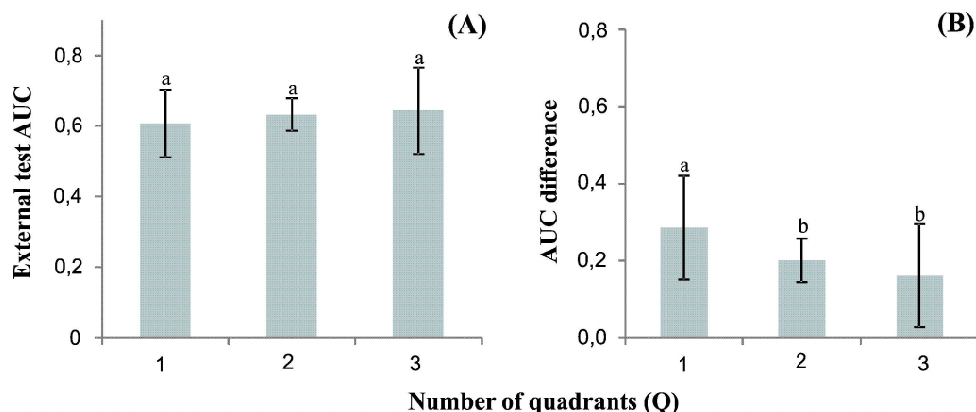 (A)
External test AUC
0,8
0,6
0,4
0,2
0
a
a
a
1
2
3
(B)
AUC difference
0,8
0,6
0,4
0,2
0,0
a
b
b
1
2
3
Number of quadrants (Q)